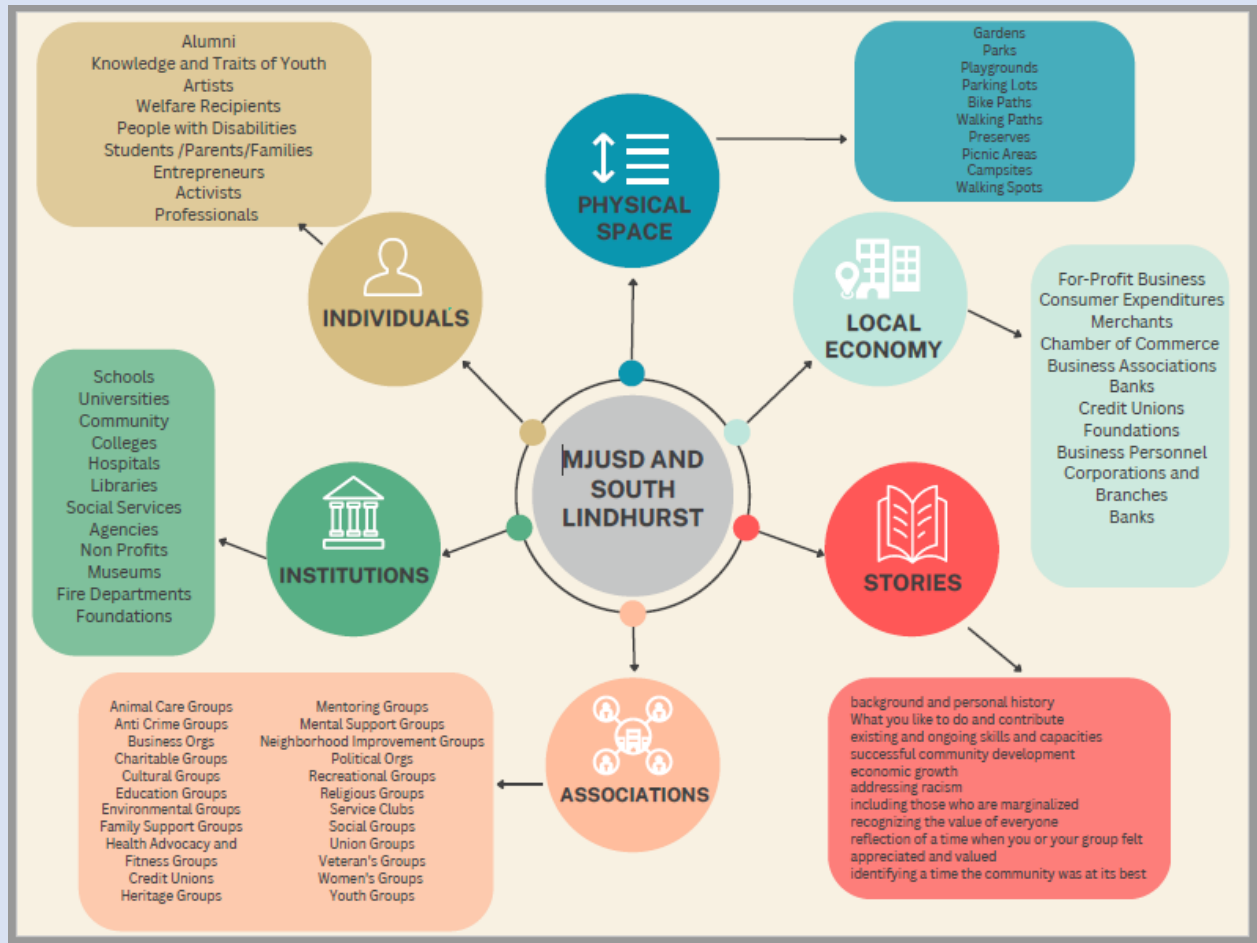 Alumni
Knowledge and Traits of Youth
Artists
Welfare Recipients
People with Disabilities
Students /Parents/Families
Entrepreneurs
Activists
Professionals
INDIVIDUALS
PHYSICAL
SPACE
Gardens
Parks
Playgrounds
Parking Lots
Bike Paths
Walking Paths
Preserves
Picnic Areas
Campsites
Walking Spots
LOCAL
ECONOMY
For-Profit Business
Consumer Expenditures
Merchants
Chamber of Commerce
Business Associations
Banks
Credit Unions
Foundations
Business Personnel
Corporations and
Branches
Banks
MJUSD AND
SOUTH
LINDHURST
Schools
Universities
Community
Colleges
Hospitals
Libraries
Social Services
Agencies
Non Profits
Museums
Fire Departments
Foundations
INSTITUTIONS
STORIES
background and personal history
What you like to do and contribute
existing and ongoing skills and capacities
successful community development
economic growth
addressing racism
including those who are marginalized
recognizing the value of everyone
reflection of a time when you or your group felt
appreciated and valued
identifying a time the community was at its best
ASSOCIATIONS
Animal Care Groups
Anti Crime Groups
Business Orgs
Charitable Groups
Cultural Groups
Education Groups
Environmental Groups
Family Support Groups
Health Advocacy and
Fitness Groups
Credit Unions
Heritage Groups
Mentoring Groups
Mental Support Groups
Neighborhood Improvement Groups
Political Orgs
Recreational Groups
Religious Groups
Service Clubs
Social Groups
Union Groups
Veteran's Groups
Women's Groups
Youth Groups